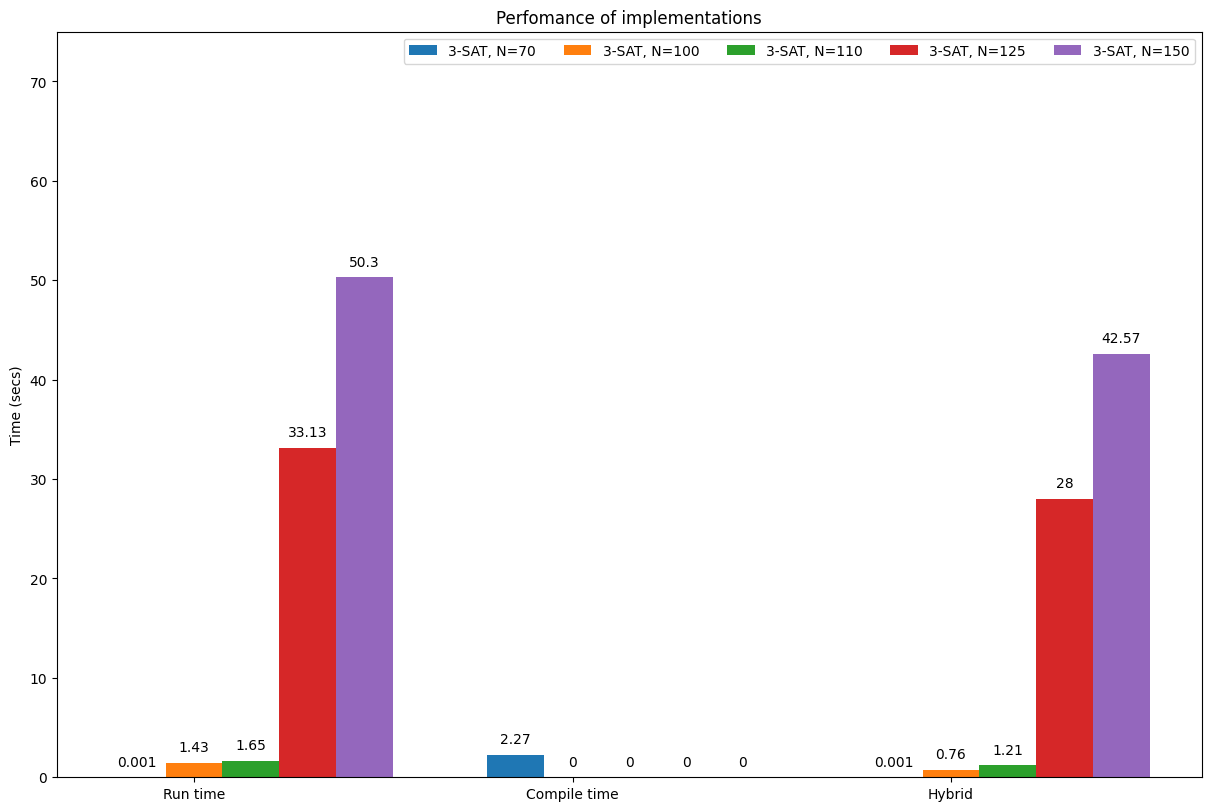 Perfomance of implementations
3-SAT, N=70 3-SAT, N=100 3-SAT, N=110 3-SAT, N=125 3-SAT, N=150
Time (secs)
70
60
50
40
30
20
10
0
0.001 1.43 1.65 33.13 50.3
2.27 0 0 0 0
0.001 0.76 1.21 28 42.57
Run time Compile time Hybrid